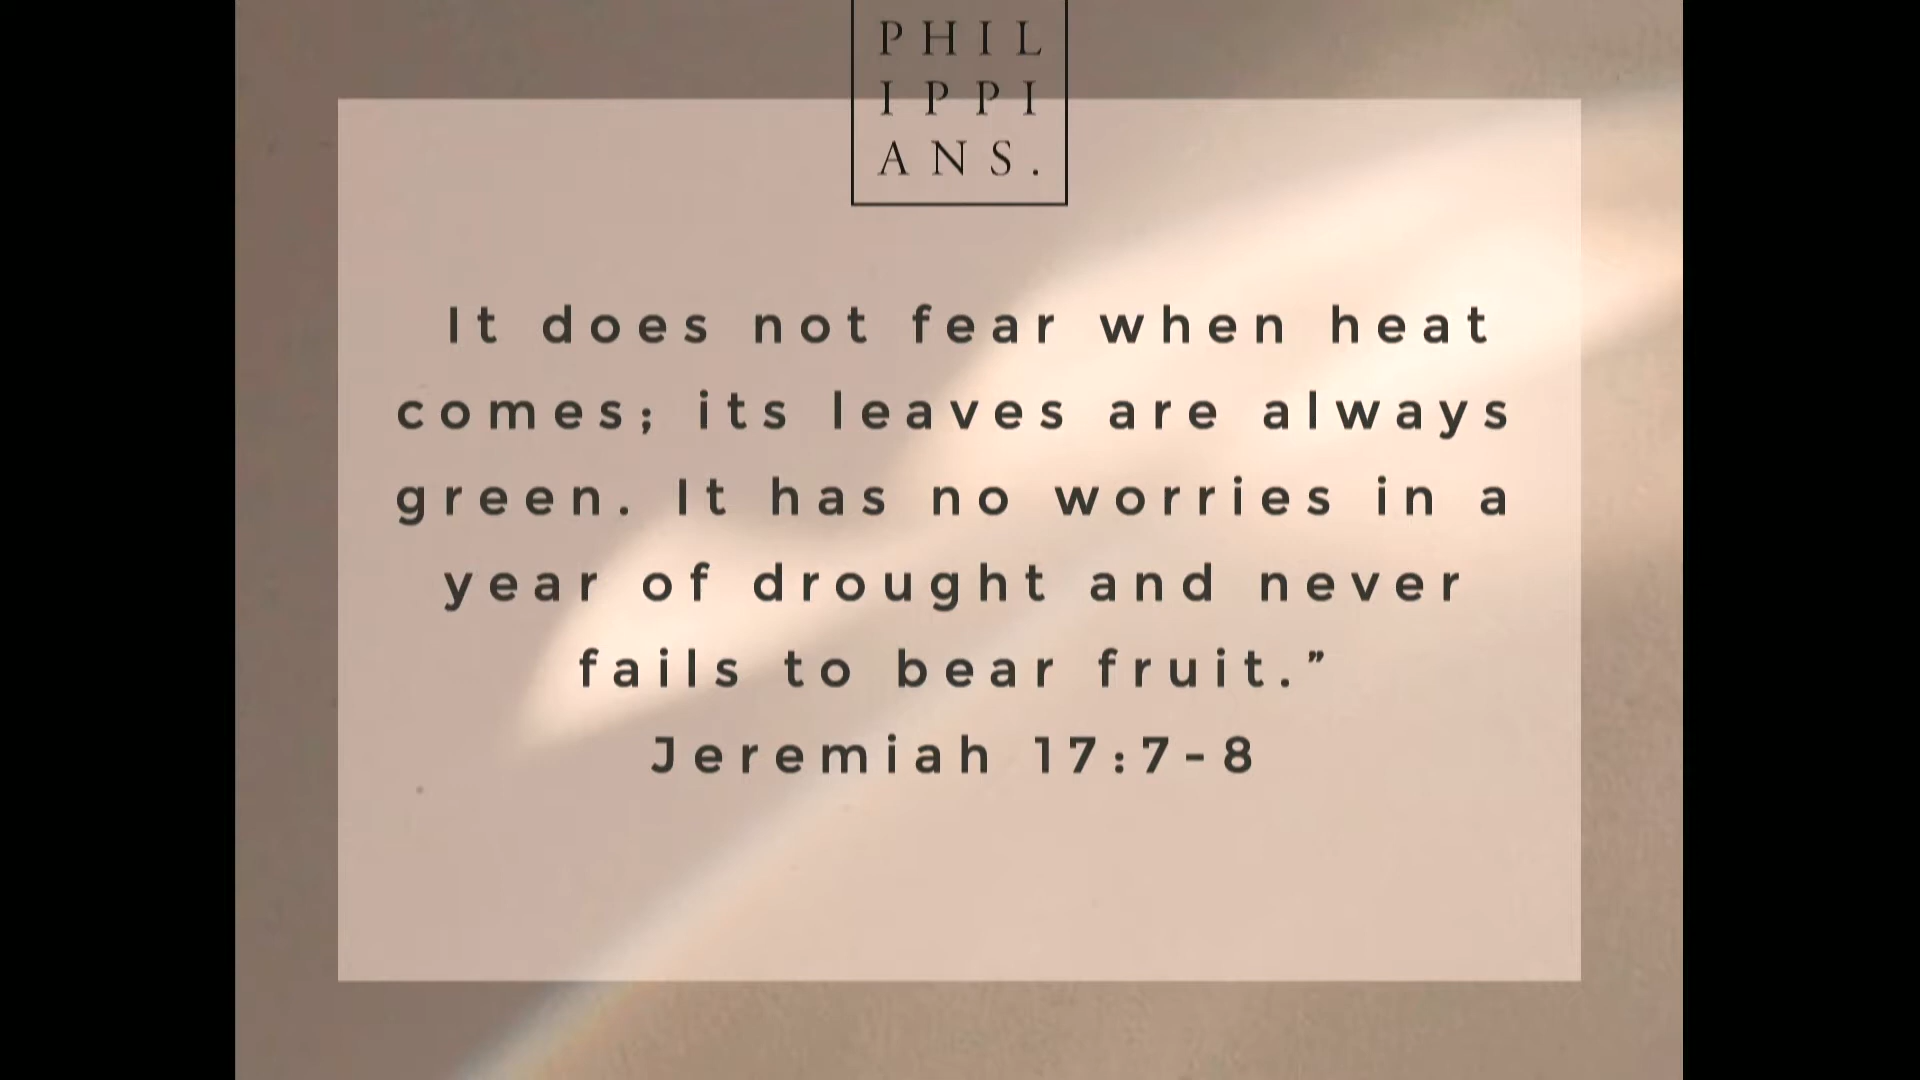 PHIL
IPPI
ANS.
It does not fear when heat
comes; its leaves are always
green. It has no worries in a
year of drought and never
fails to bear fruit.”
Jeremiah 17:7-8